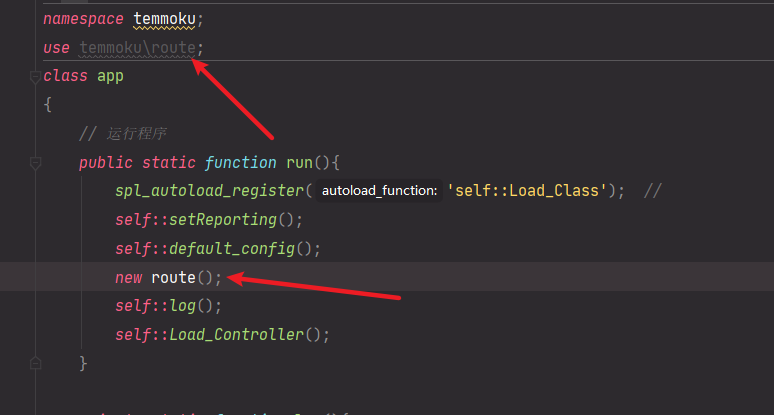 namespace temmoku;
use temmoku\route;
class app
{
// 运行程序
public static function run(){
spl_autoload_register( autoload_function: 'self::Load_Class'); //
self::setReporting();
self::default_config();
new route();
self::log();
self::Load_Controller();
}